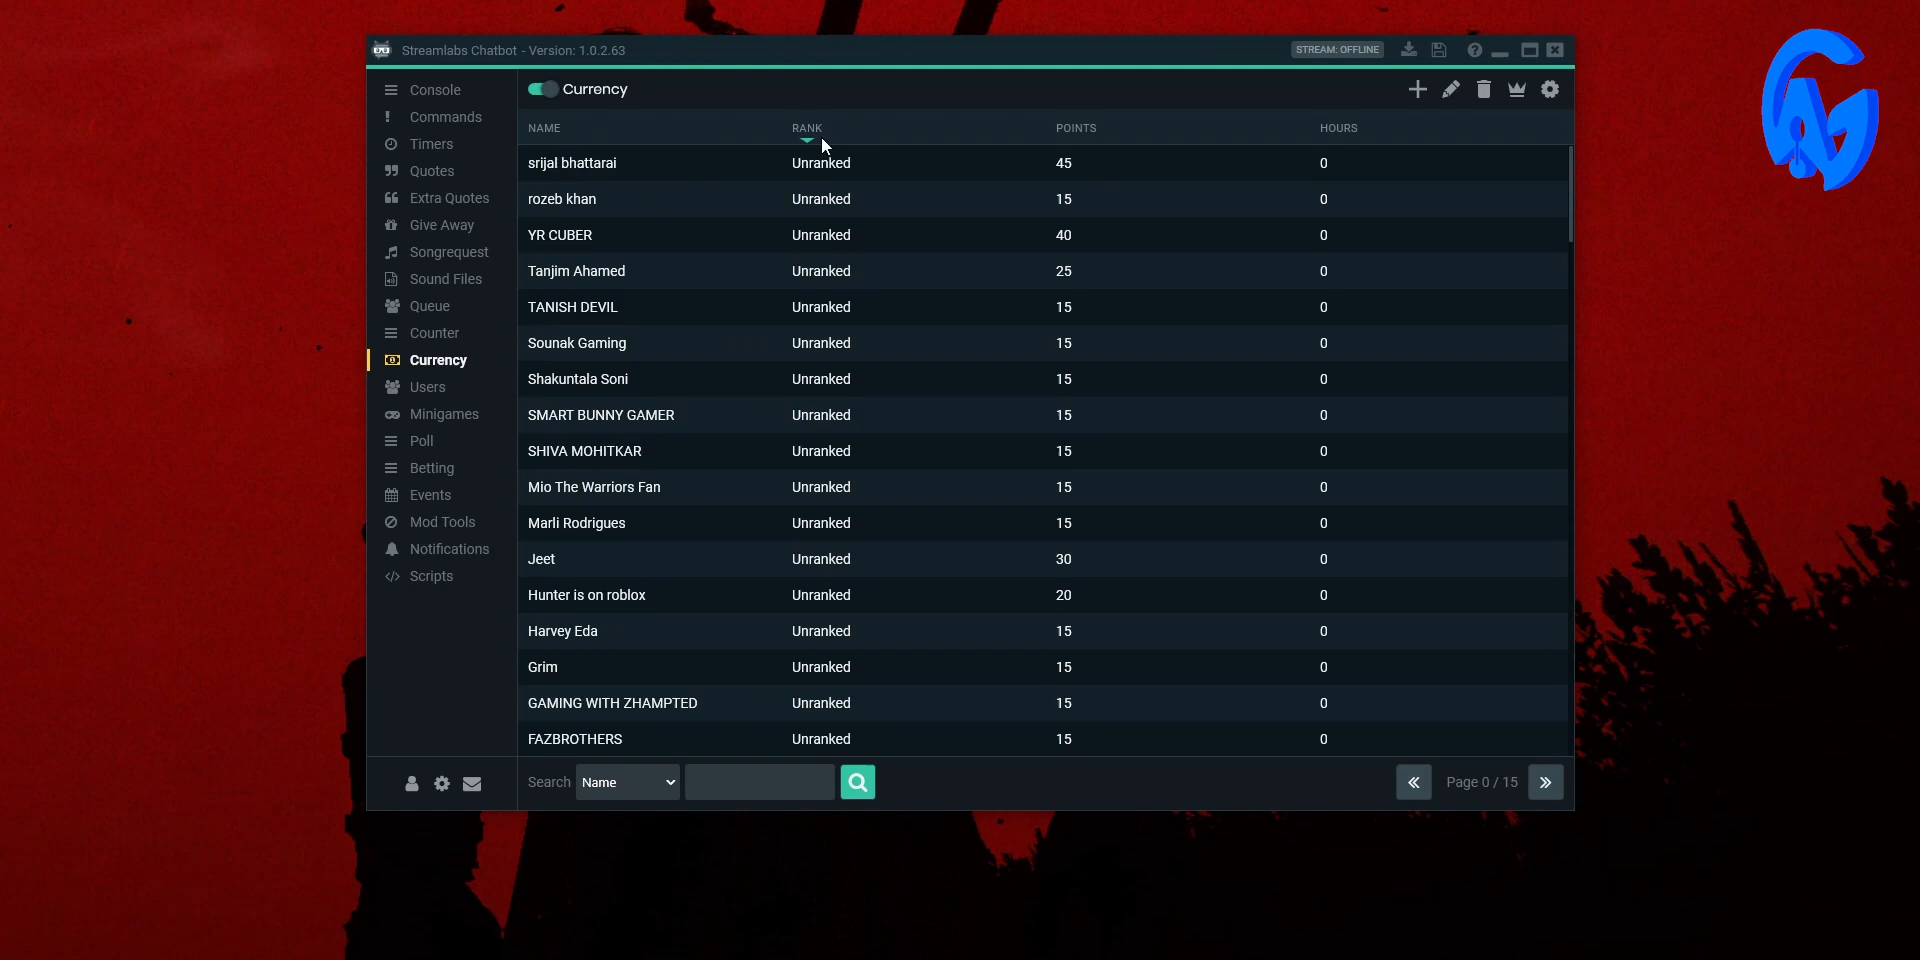 Streamlabs Chatbot - Version: 1.0.2.63 STREAM: OFFLINE
Console
Commands
Timers
Quotes
Extra Quotes
Give Away
Songrequest
Sound Files
Queue
Counter
Currency
Users
Minigames
Poll
Betting
Events
Mod Tools
Notifications
Scripts
Currency
NAME RANK POINTS HOURS
srijal bhattarai Unranked 45 0
rozeb khan Unranked 15 0
YR CUBER Unranked 40 0
Tanjim Ahamed Unranked 25 0
TANISH DEVIL Unranked 15 0
Sounak Gaming Unranked 15 0
Shakuntala Soni Unranked 15 0
SMART BUNNY GAMER Unranked 15 0
SHIVA MOHITKAR Unranked 15 0
Mio The Warriors Fan Unranked 15 0
Marli Rodrigues Unranked 15 0
Jeet Unranked 30 0
Hunter is on roblox Unranked 20 0
Harvey Eda Unranked 15 0
Grim Unranked 15 0
GAMING WITH ZHAMPTED Unranked 15 0
FAZBROTHERS Unranked 15 0
Search Name Page 0 / 15